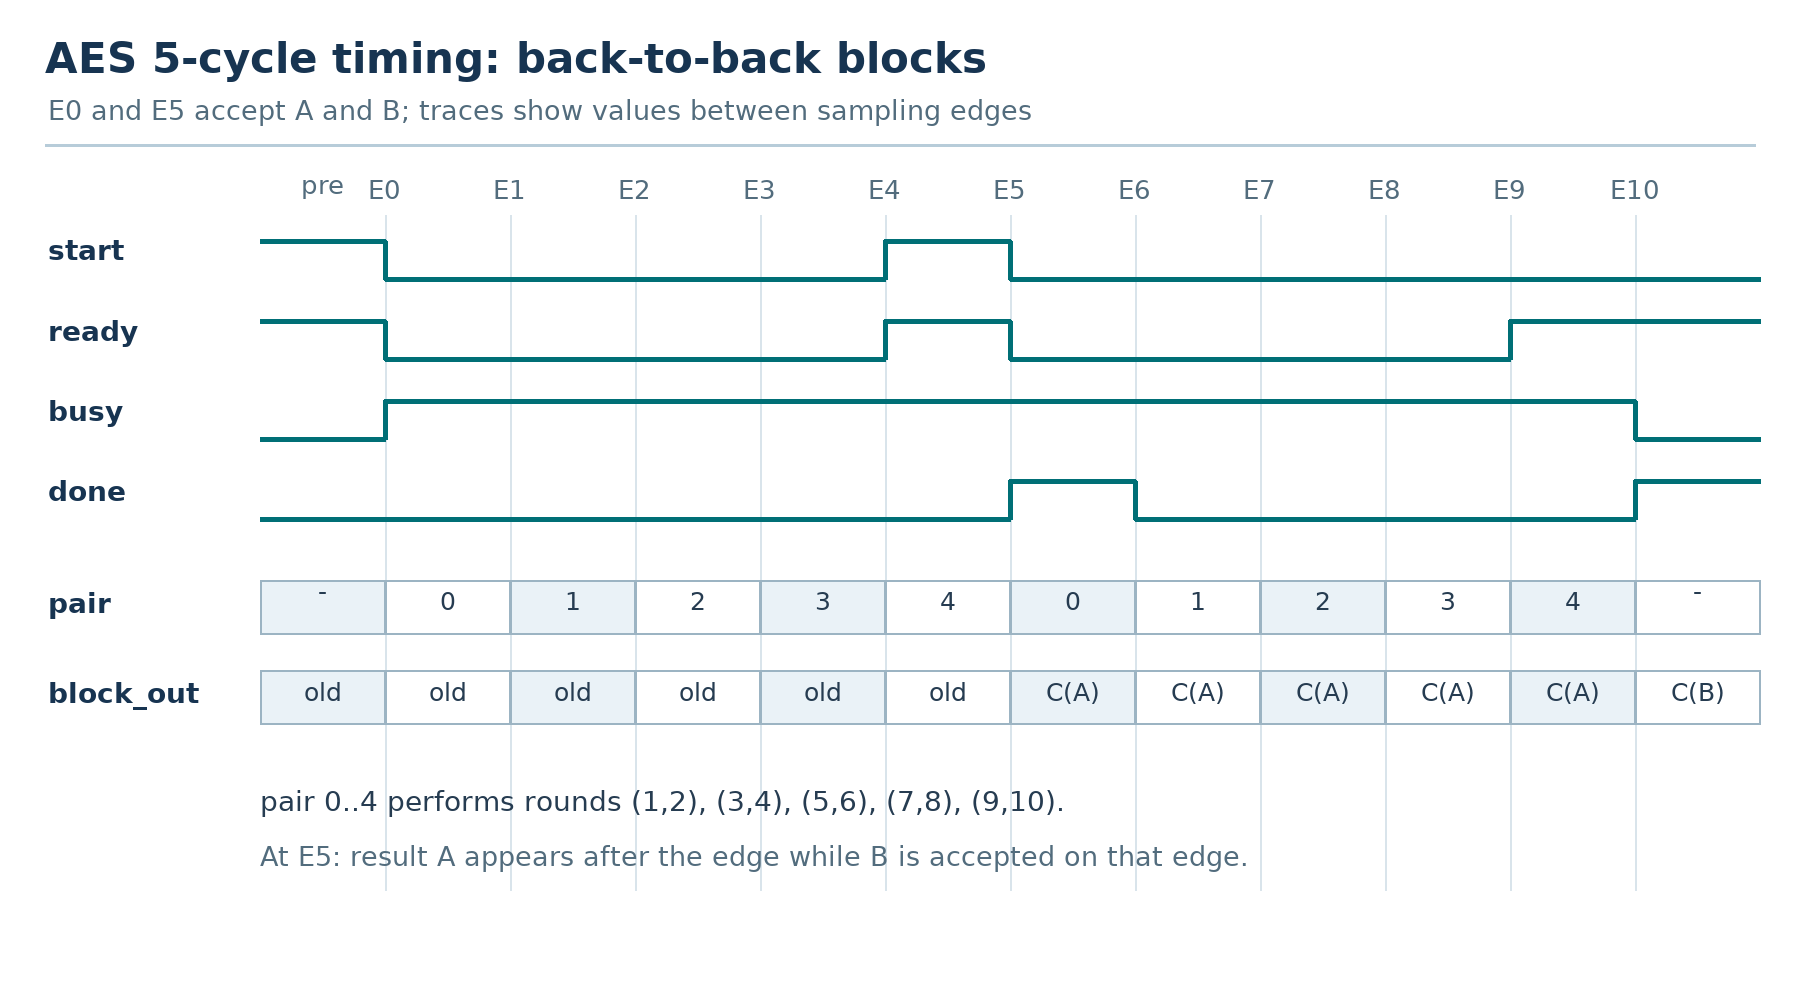 AES 5-cycle timing: back-to-back blocks
E0 and E5 accept A and B; traces show values between sampling edges
pre E0 E1 E2 E3 E4 E5 E6 E7 E8 E9 E10
start
ready
busy
done
pair - 0 1 2 3 4 0 1 2 3 4 -
block_out old old old old old old C(A) C(A) C(A) C(A) C(A) C(B)
pair 0..4 performs rounds (1,2), (3,4), (5,6), (7,8), (9,10).
At E5: result A appears after the edge while B is accepted on that edge.